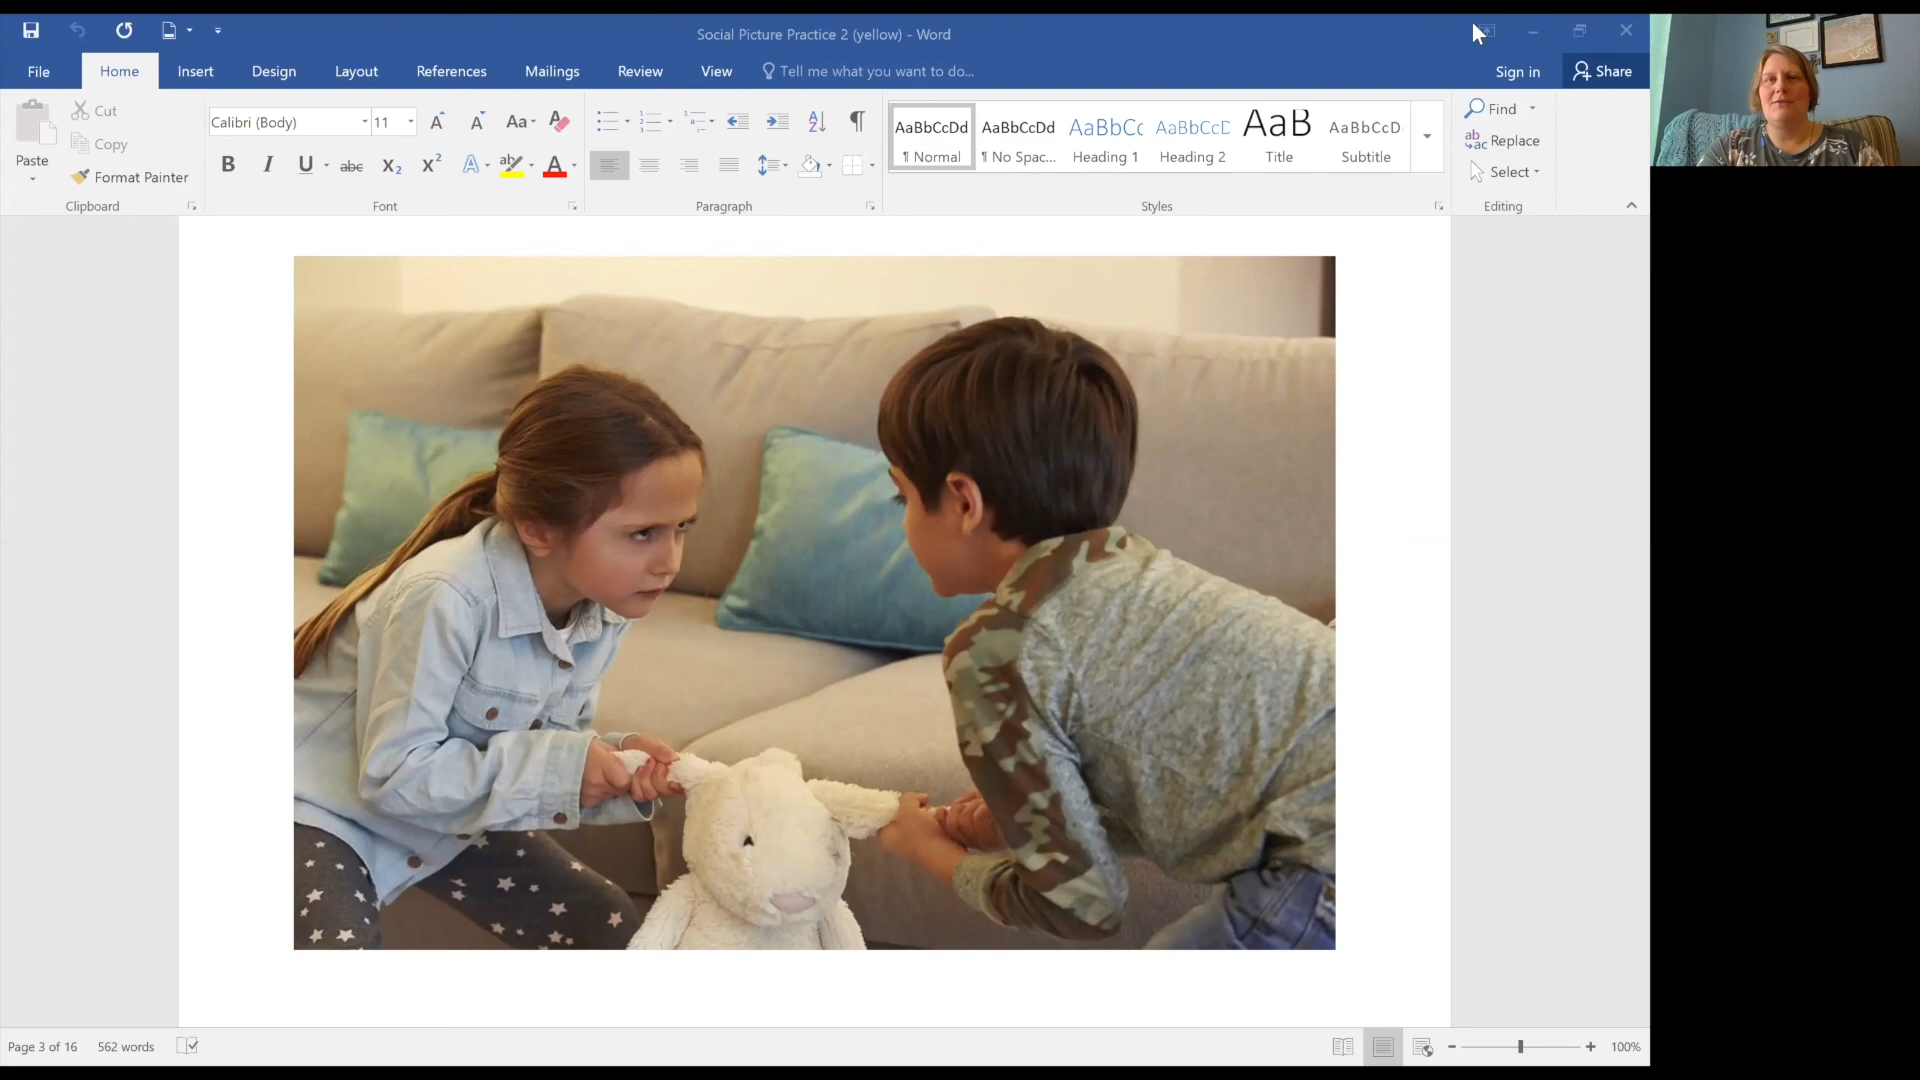 Social Picture Practice 2 (yellow) - Word
File Home Insert Design Layout References Mailings Review View Tell me what you want to do... Sign in Share
Paste
Cut
Copy
Format Painter
Clipboard
Calibri (Body) 11
Font
Paragraph
AaBbCcDd AaBbCcDd AaBbCc AaBbCcC AaB AaBbCcD
¶ Normal ¶ No Spac... Heading 1 Heading 2 Title Subtitle
Styles
Find
Replace
Select
Editing
Page 3 of 16 562 words 100%